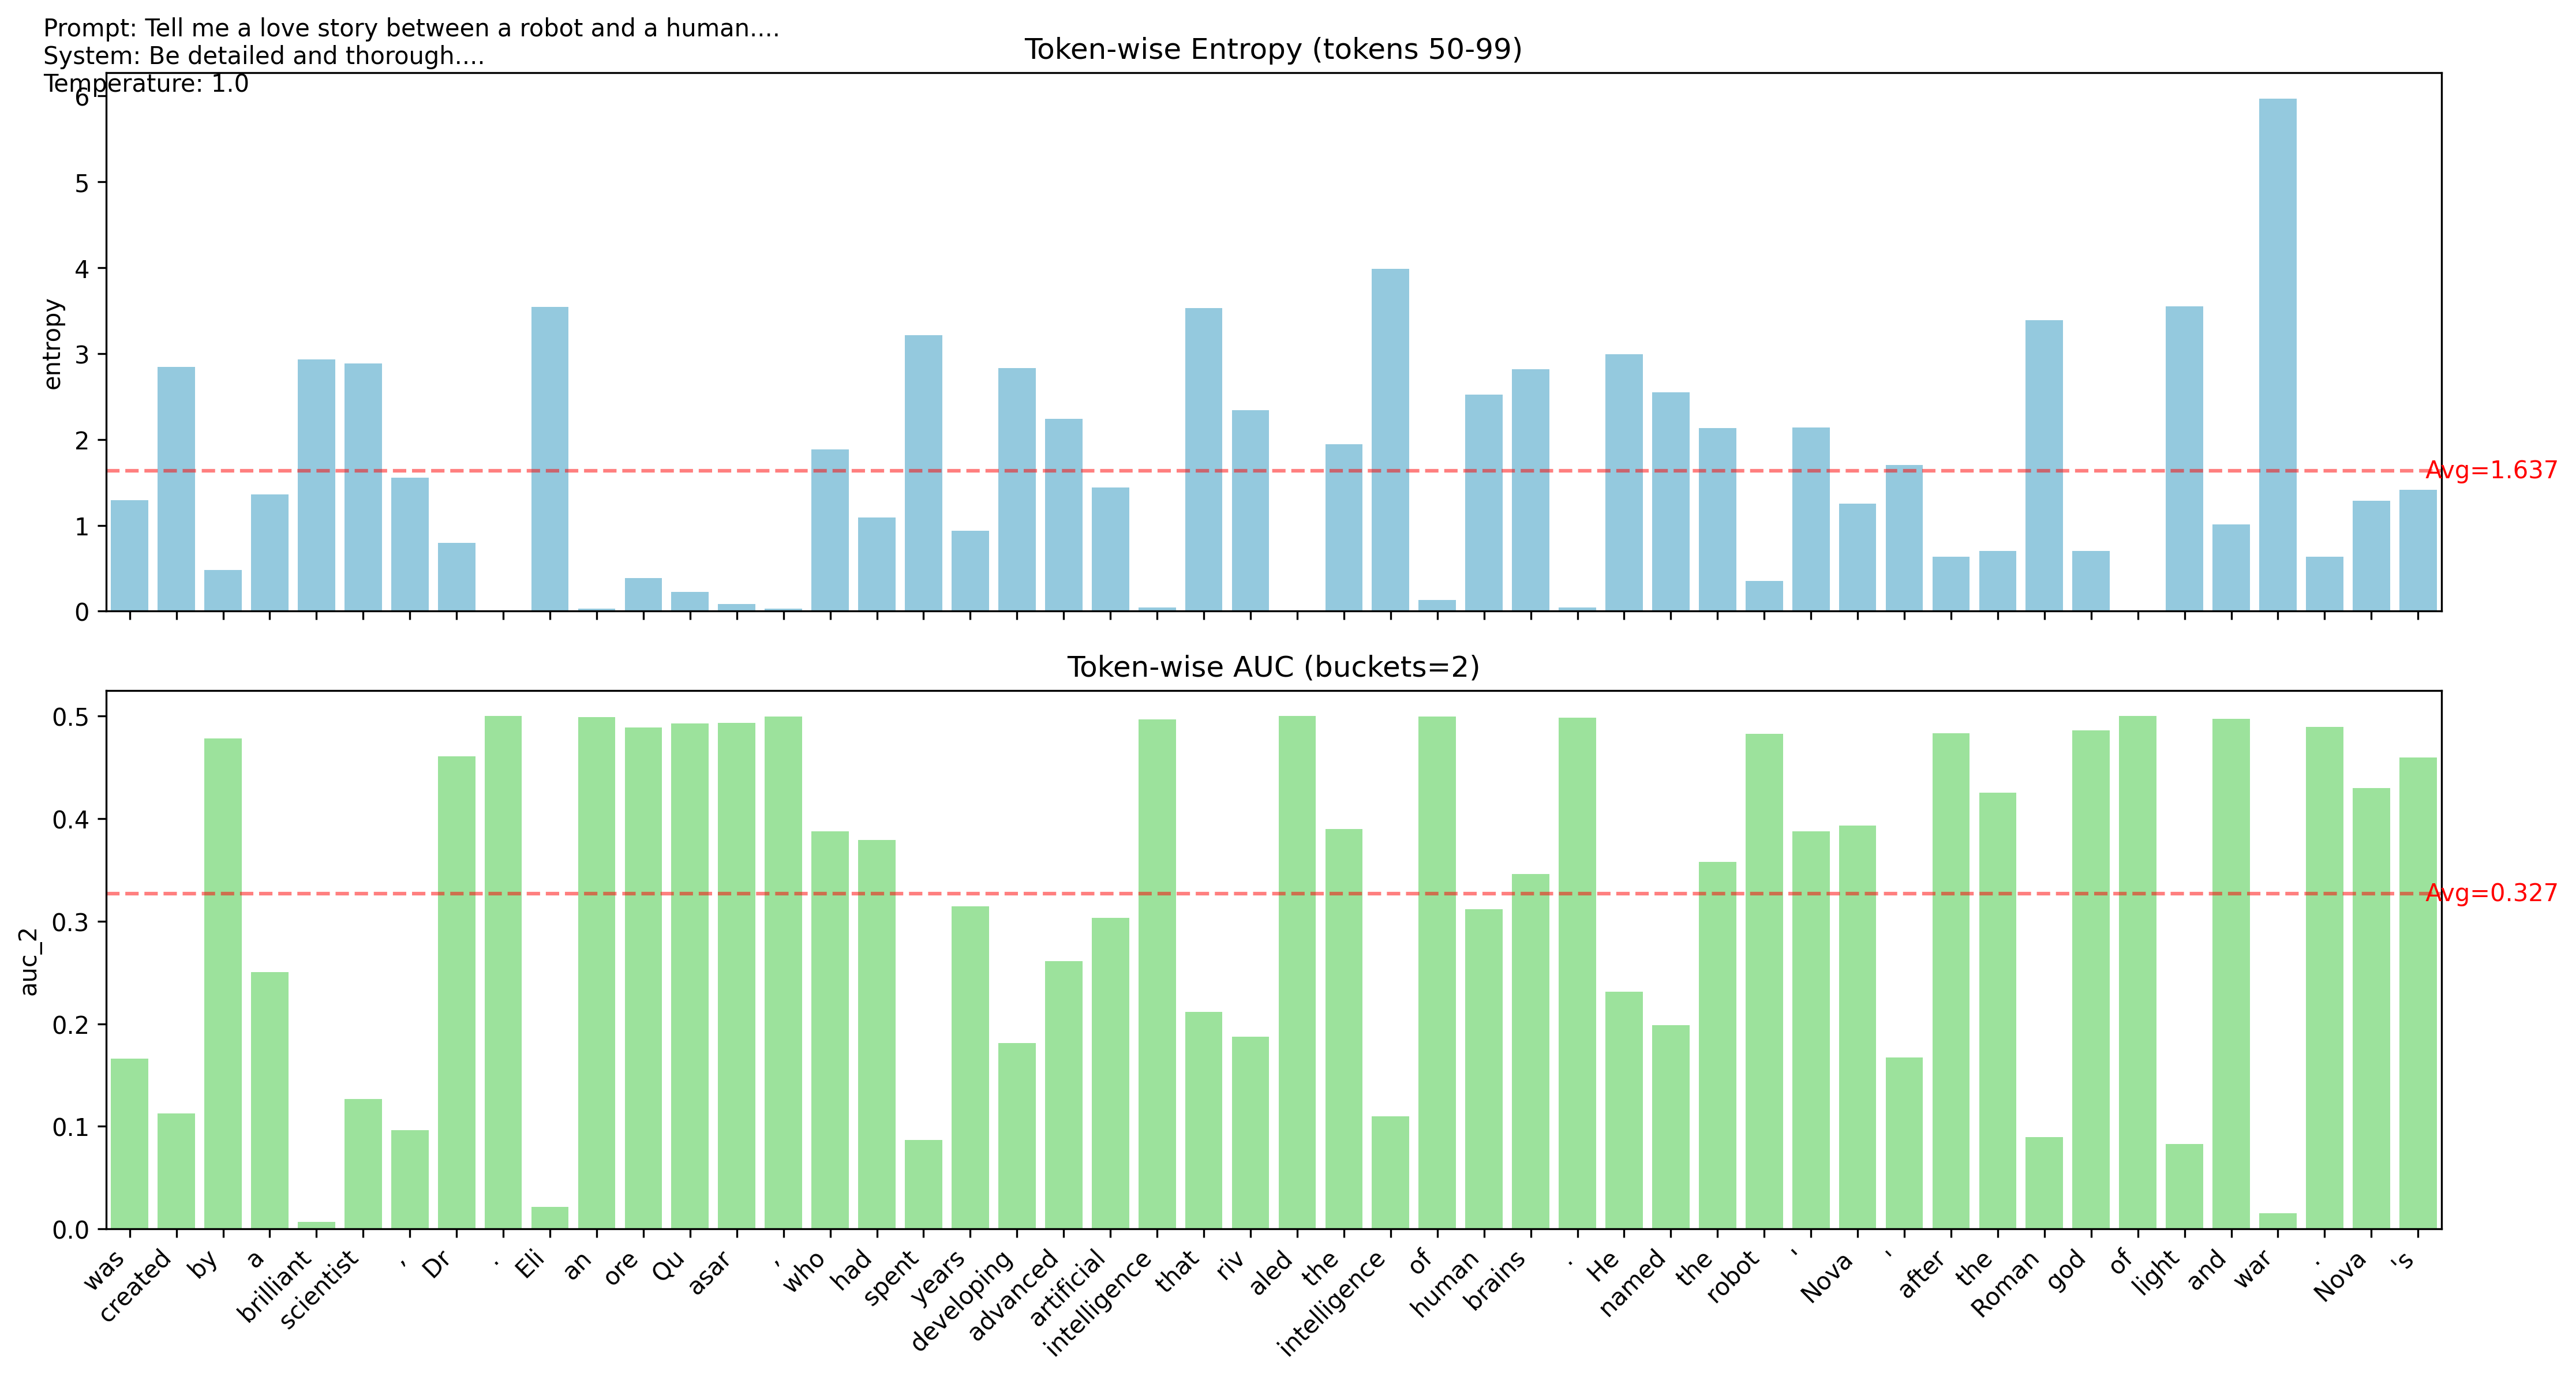 Prompt: Tell me a love story between a robot and a human....
System: Be detailed and thorough....
Temperature: 1.0
Token-wise Entropy (tokens 50-99)
entropy
6
5
4
3
2
1
0
Avg=1.637
Token-wise AUC (buckets=2)
auc_2
0.5
0.4
0.3
0.2
0.1
0.0
Avg=0.327
was
created
by
a
brilliant
scientist
,
Dr
.
Eli
an
ore
Qu
asar
,
who
had
spent
years
developing
advanced
artificial
intelligence
that
riv
aled
the
intelligence
of
human
brains
.
He
named
the
robot
'
Nova
'
after
the
Roman
god
of
light
and
war
.
Nova
's